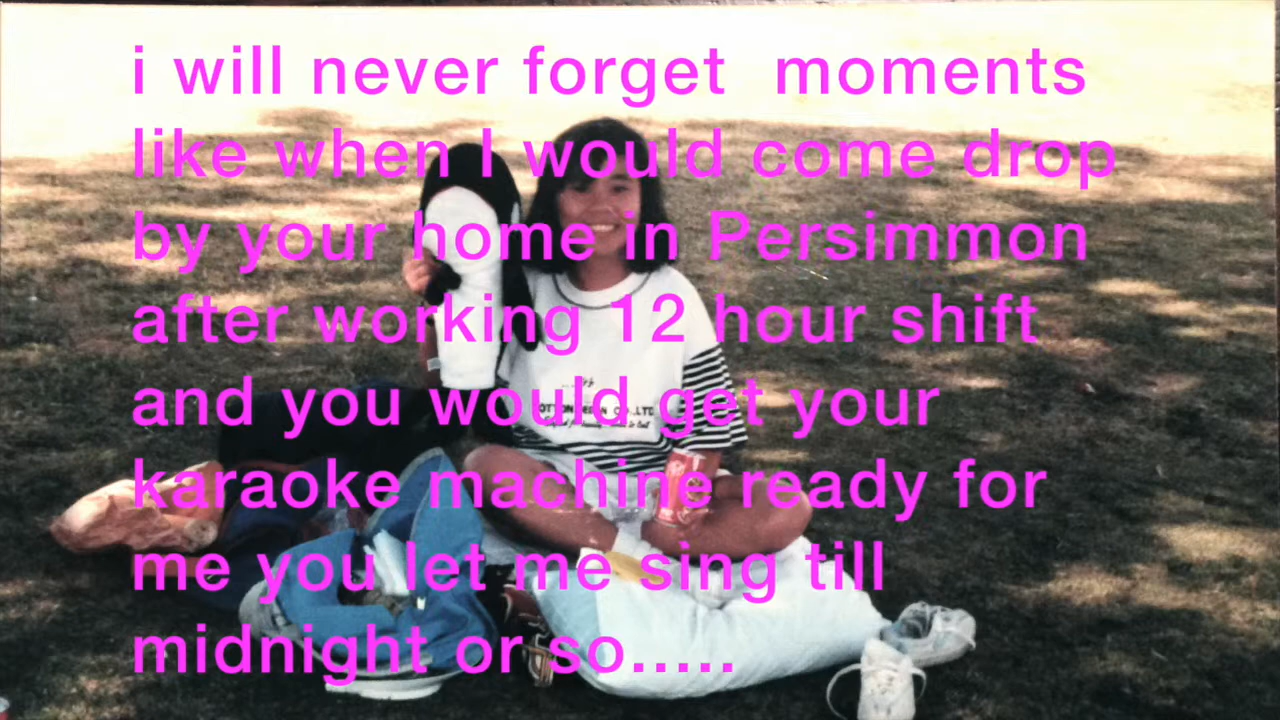 i will never forget  moments
like when I would come drop
by your home in Persimmon
after working 12 hour shift
and you would get your
karaoke machine ready for
me you let me sing till
midnight or so.....